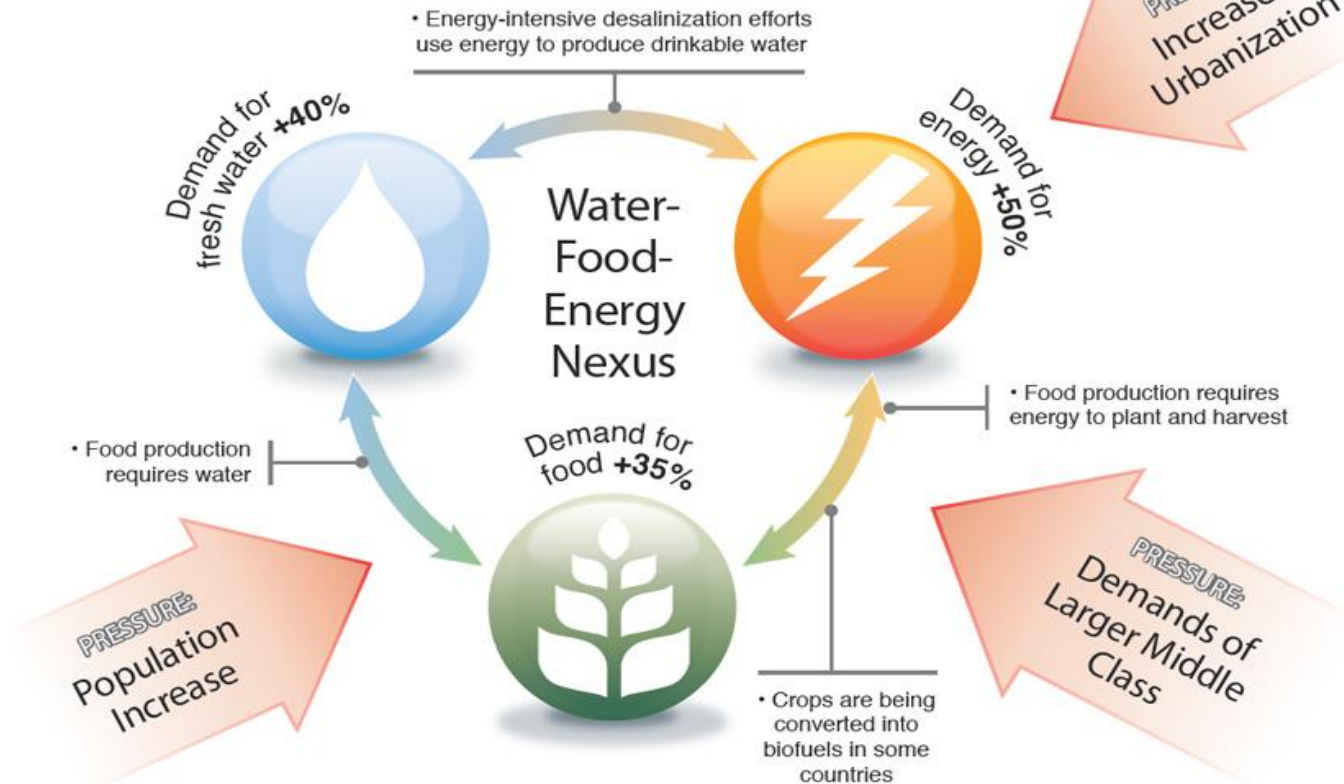 • Energy-intensive desalinization efforts
use energy to produce drinkable water
Increase
Urbanization
Demand for
fresh water +40%
Demand for
energy +50%
Water-
Food-
Energy
Nexus
• Food production
requires water
Demand for
food +35%
• Food production requires
energy to plant and harvest
PRESSURE:
Population
Increase
PRESSURE:
Demands of
Larger Middle
Class
• Crops are being
converted into
biofuels in some
countries